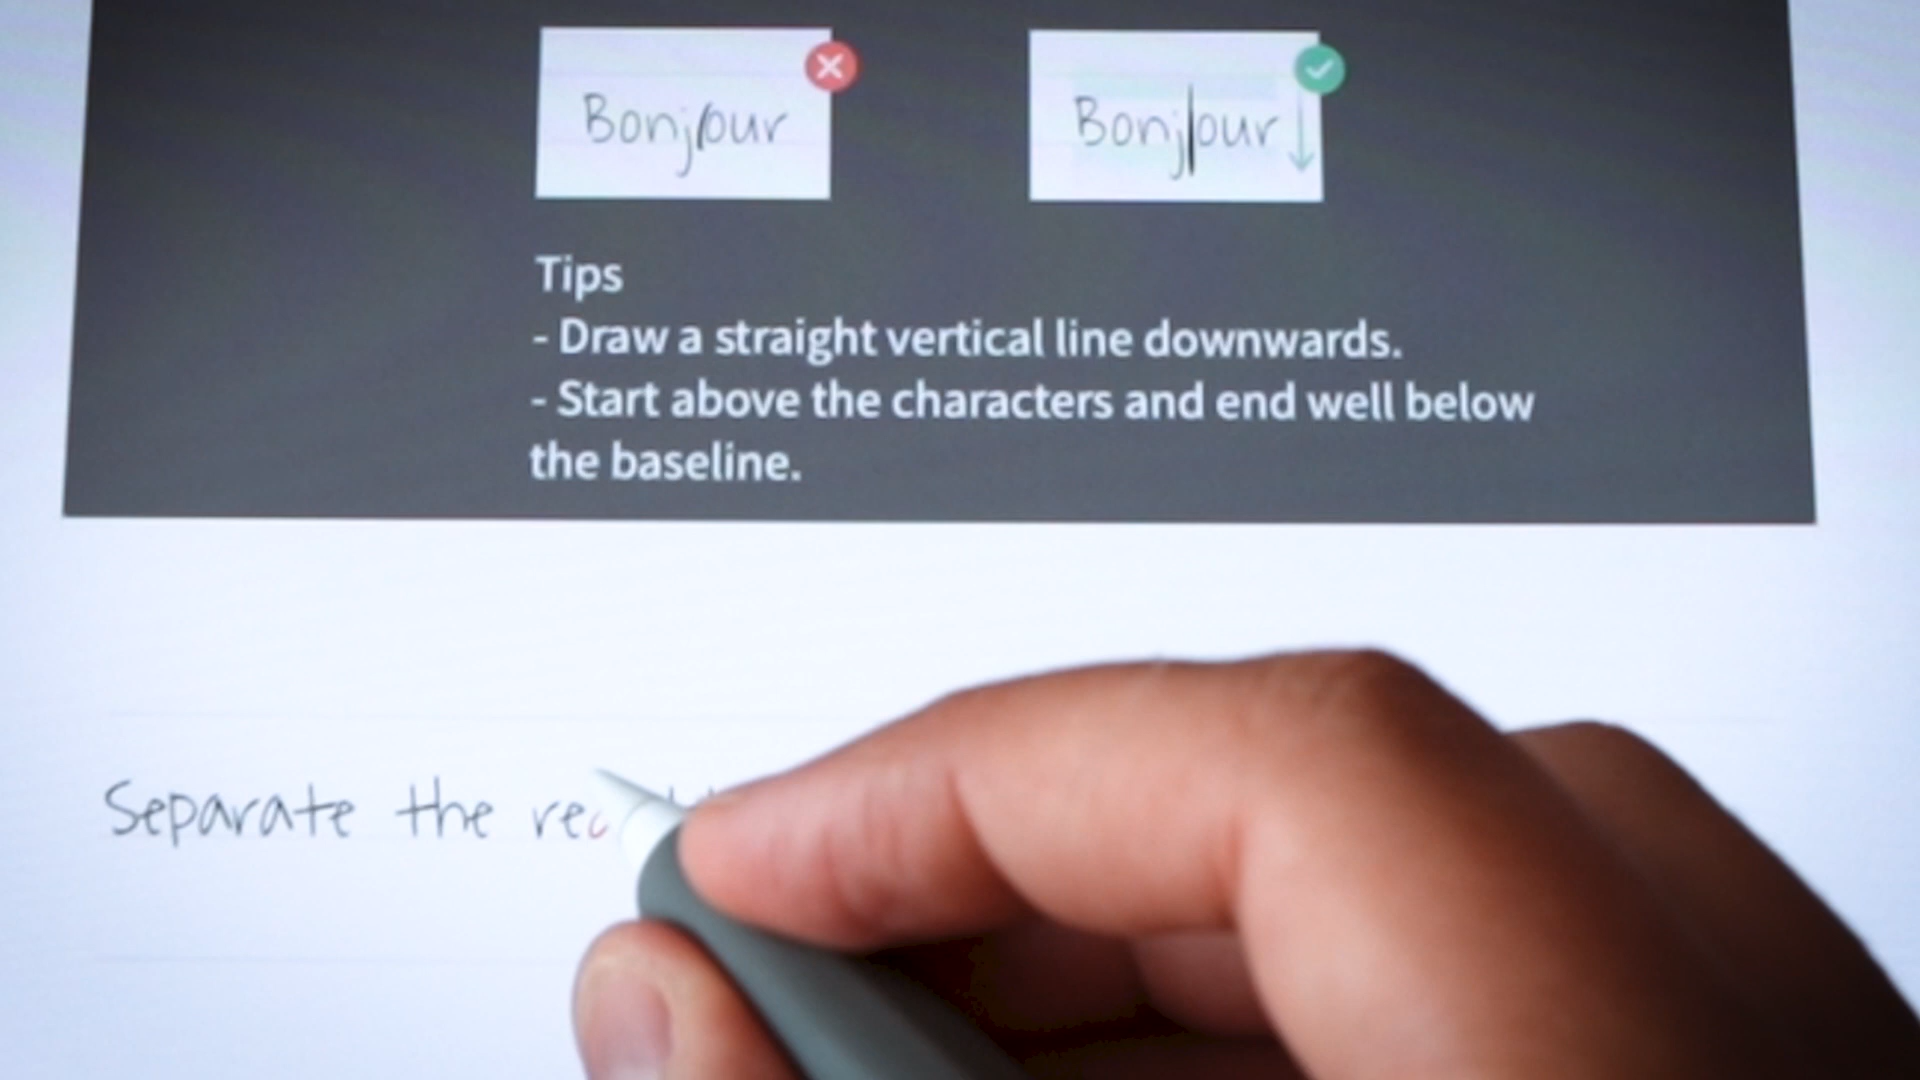 Bonjour Bonjour
Tips
- Draw a straight vertical line downwards.
- Start above the characters and end well below
the baseline.
Separate the